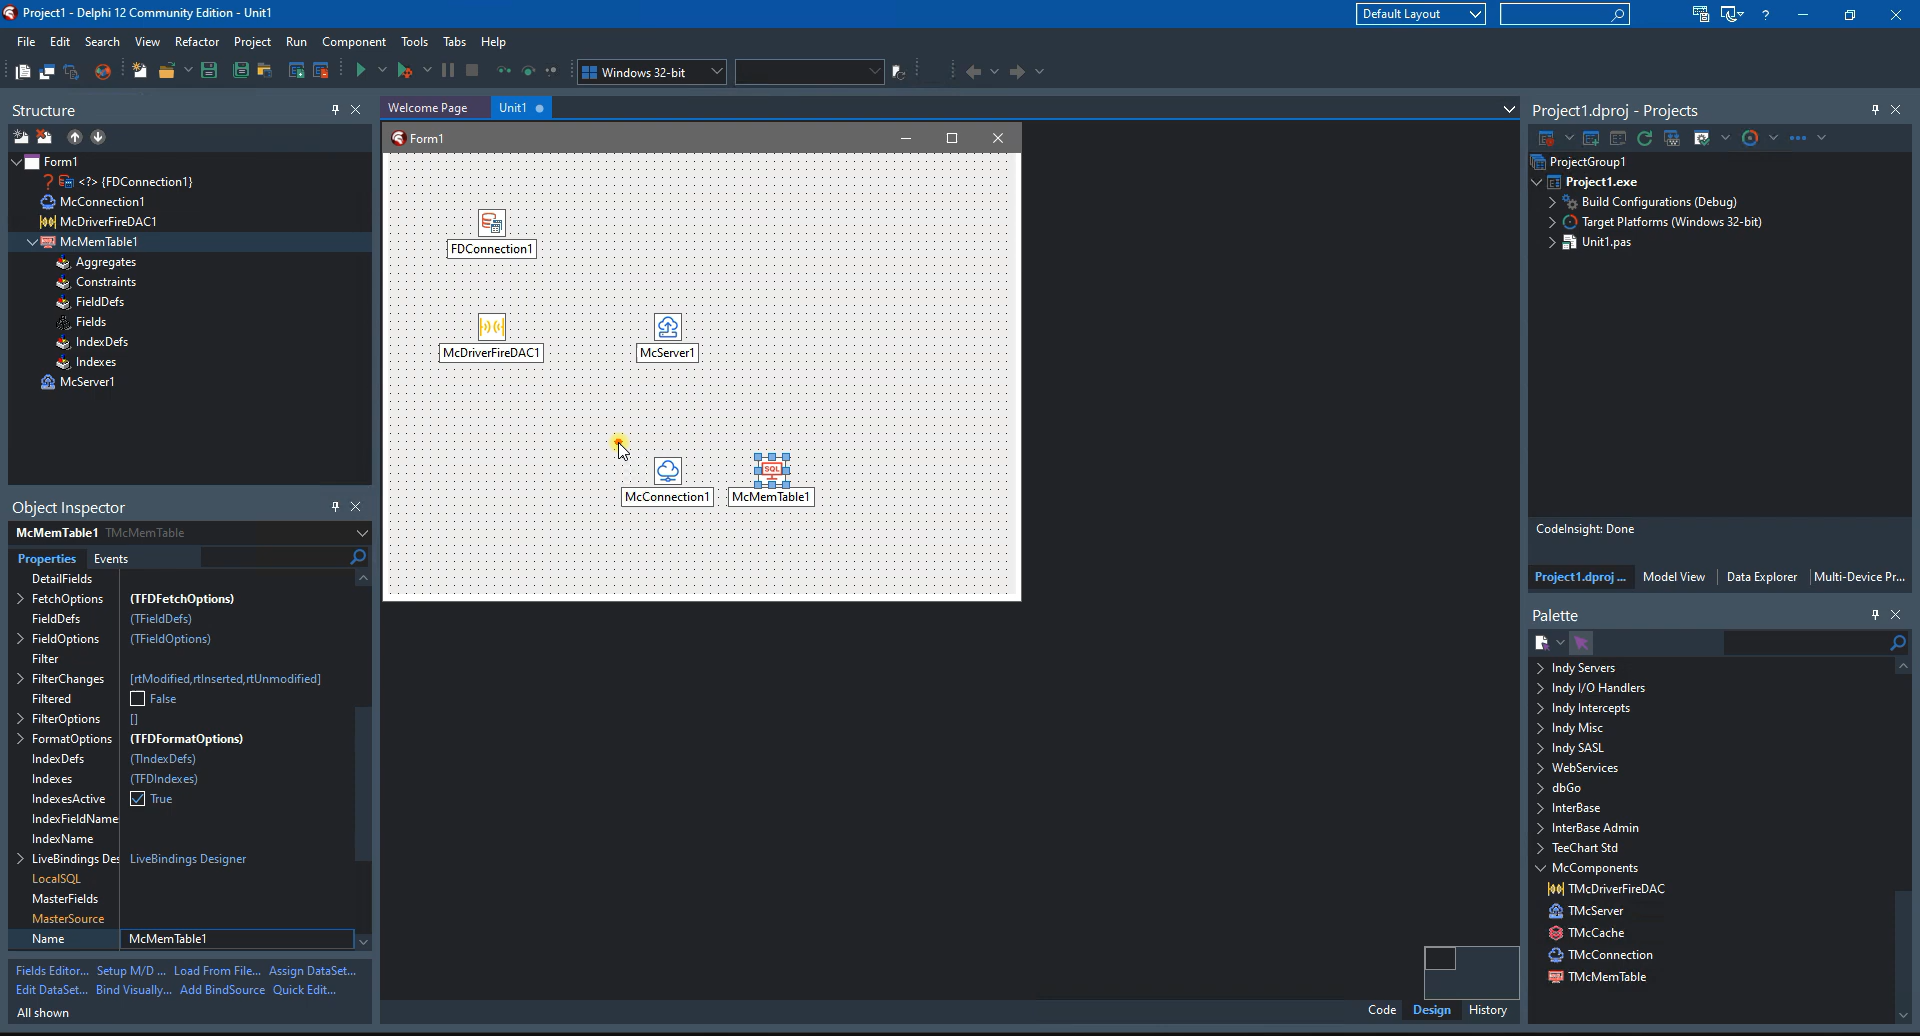 Project1 - Delphi 12 Community Edition - Unit1
Default Layout
File Edit Search View Refactor Project Run Component Tools Tabs Help
Windows 32-bit
Structure
Form1
<?> {FDConnection1}
McConnection1
McDriverFireDAC1
McMemTable1
Aggregates
Constraints
FieldDefs
Fields
IndexDefs
Indexes
McServer1
Object Inspector
McMemTable1 TMcMemTable
Properties Events
DetailFields
FetchOptions (TFDFetchOptions)
FieldDefs (TFieldDefs)
FieldOptions (TFieldOptions)
Filter
FilterChanges [rtModified,rtInserted,rtUnmodified]
Filtered False
FilterOptions []
FormatOptions (TFDFormatOptions)
IndexDefs (TIndexDefs)
Indexes (TFDIndexes)
IndexesActive True
IndexFieldName
IndexName
LiveBindings Des LiveBindings Designer
LocalSQL
MasterFields
MasterSource
Name McMemTable1
Fields Editor... Setup M/D ... Load From File... Assign DataSet...
Edit DataSet... Bind Visually... Add BindSource Quick Edit...
All shown
Welcome Page Unit1
Form1
FDConnection1
McDriverFireDAC1
McServer1
McConnection1
SQL
McMemTable1
Code Design History
Project1.dproj - Projects
ProjectGroup1
Project1.exe
Build Configurations (Debug)
Target Platforms (Windows 32-bit)
Unit1.pas
CodeInsight: Done
Project1.dproj ... Model View Data Explorer Multi-Device Pr...
Palette
Indy Servers
Indy I/O Handlers
Indy Intercepts
Indy Misc
Indy SASL
WebServices
dbGo
InterBase
InterBase Admin
TeeChart Std
McComponents
TMcDriverFireDAC
TMcServer
TMcCache
TMcConnection
TMcMemTable